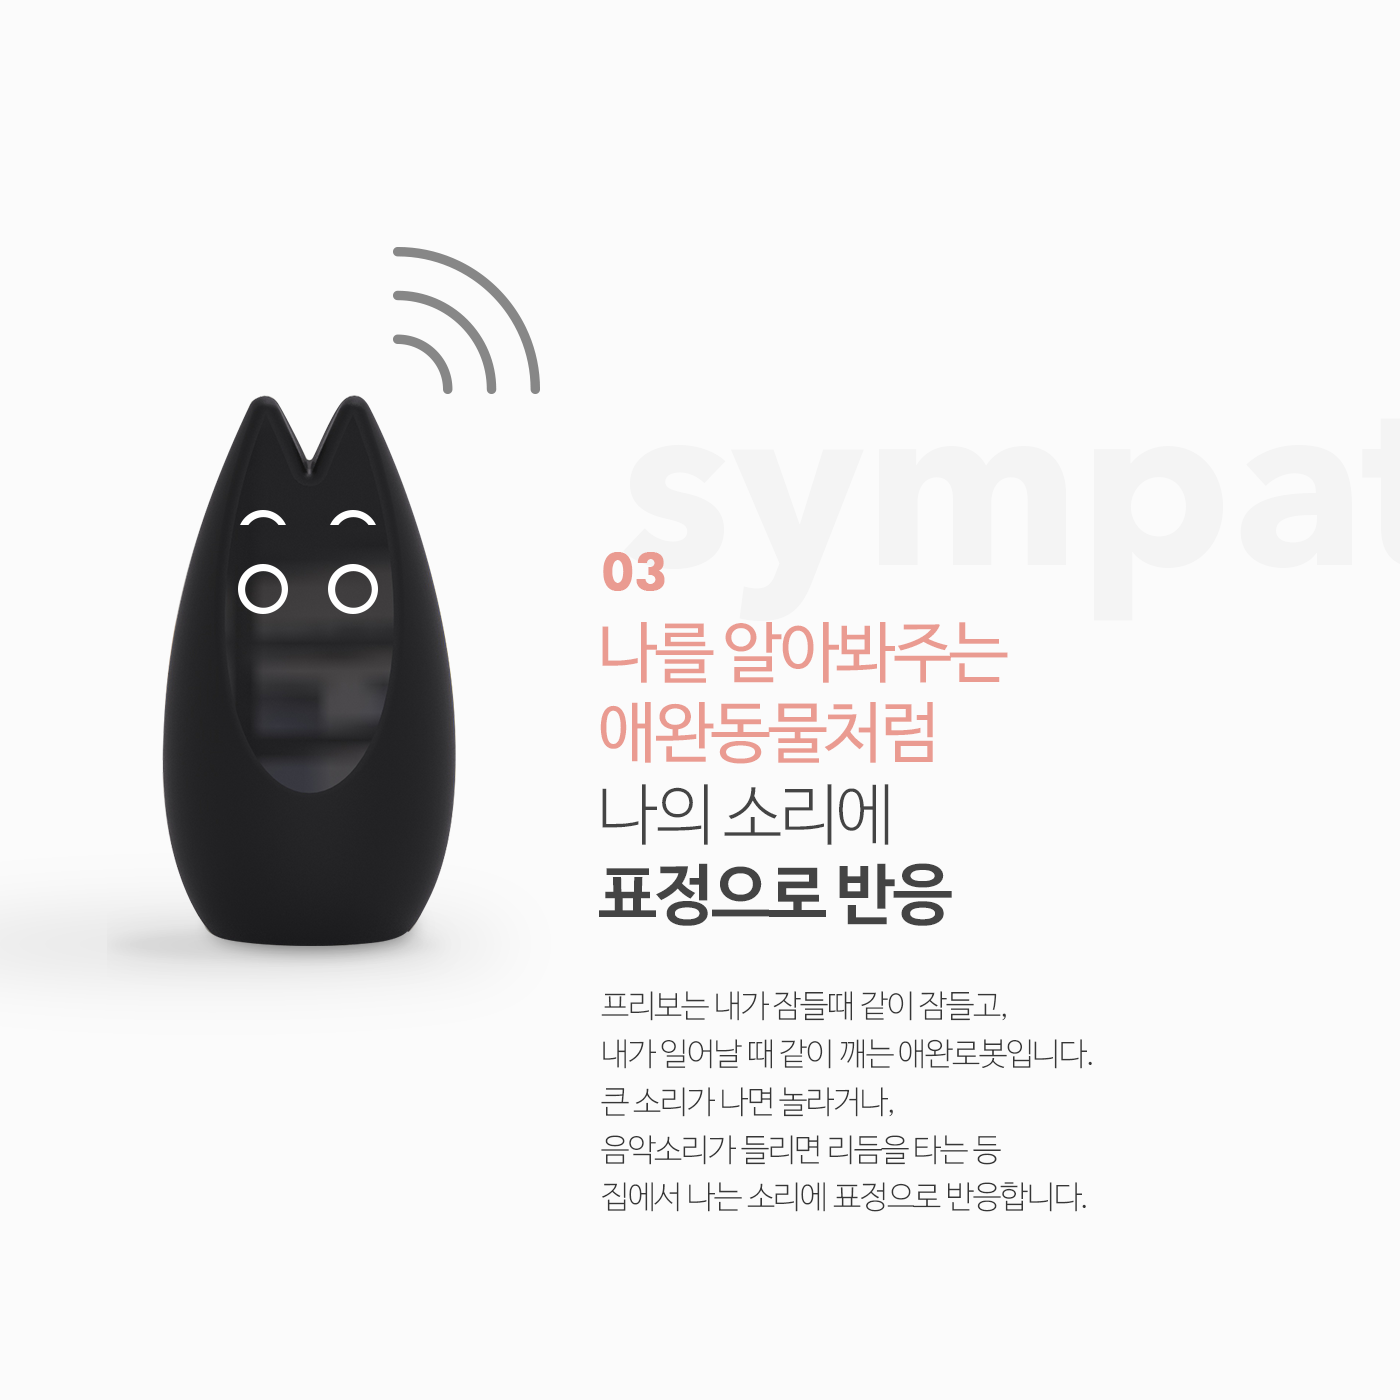 sympat
03
나를 알아봐주는
애완동물처럼
나의 소리에
표정으로 반응
프리보는 내가 잠들때 같이 잠들고,
내가 일어날 때 같이 깨는 애완로봇입니다.
큰 소리가 나면 놀라거나,
음악소리가 들리면 리듬을 타는 등
집에서 나는 소리에 표정으로 반응합니다.